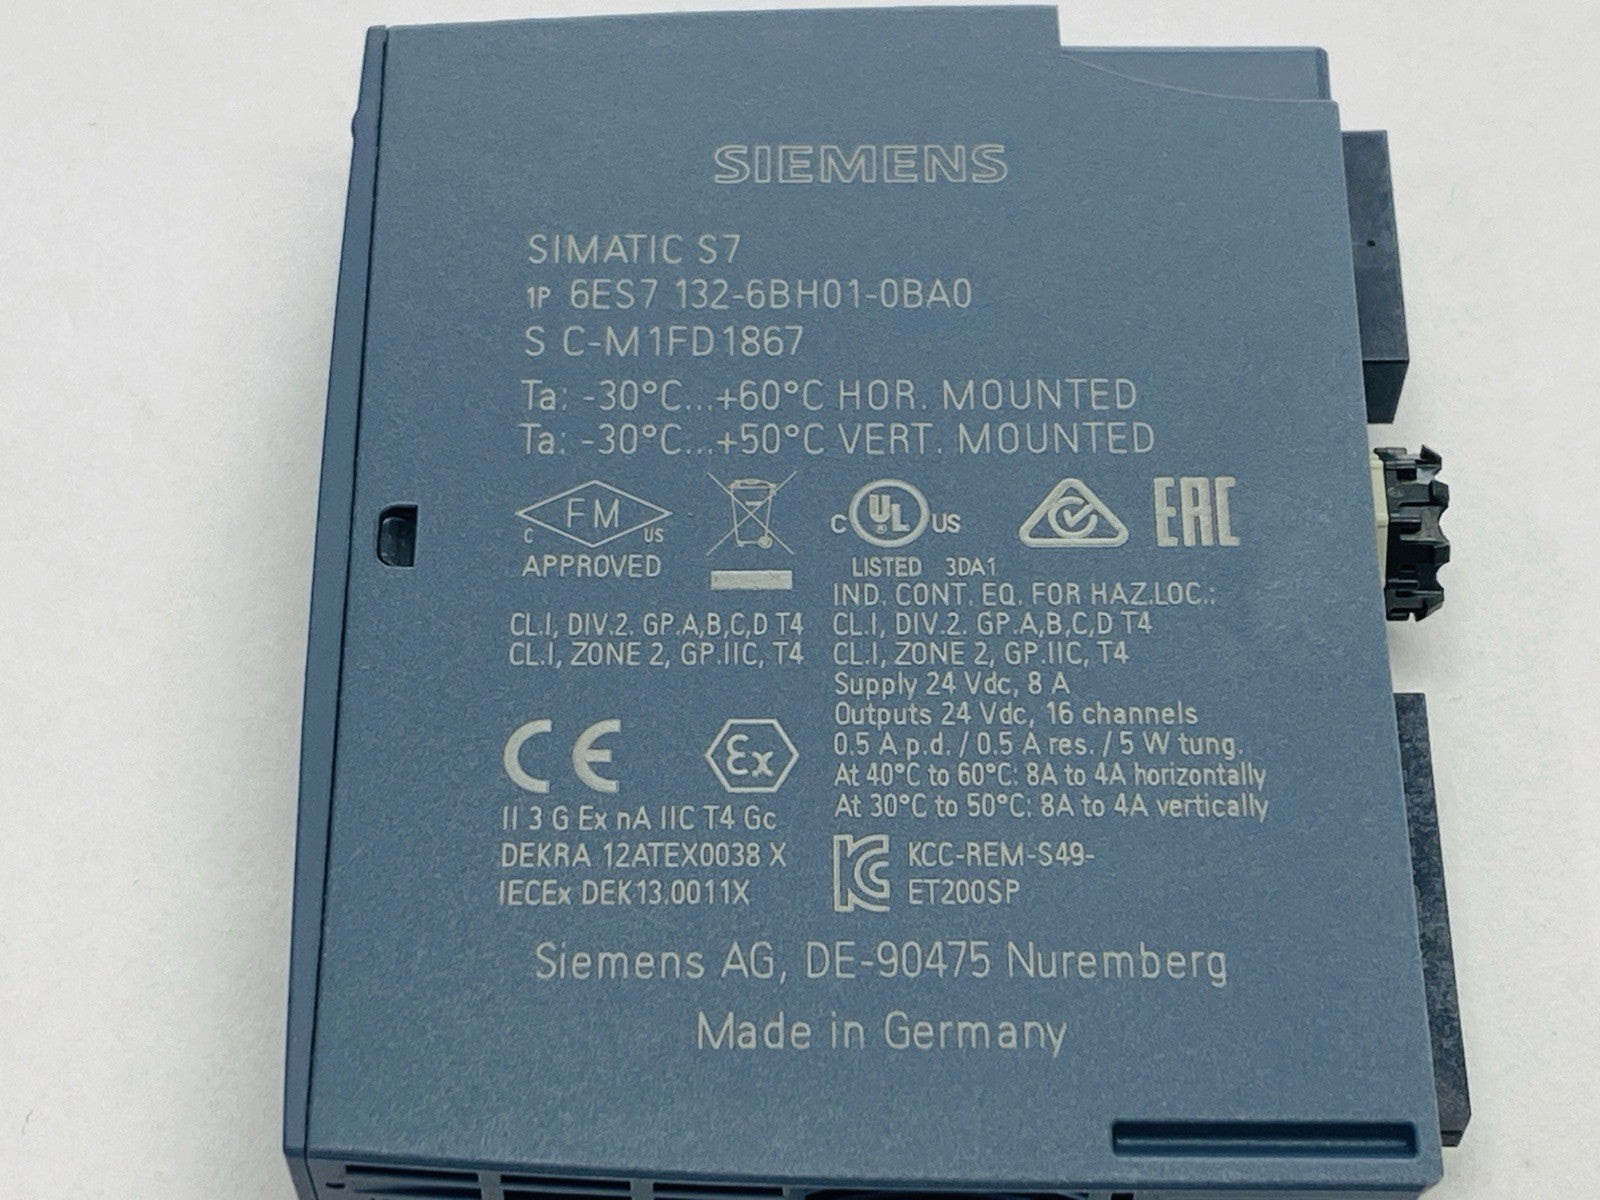 SIEMENS
SIMATIC S7
1P 6ES7 132-6BH01-0BA0
S C-M1FD1867
Ta: -30°C...+60°C HOR. MOUNTED
Ta: -30°C...+50°C VERT. MOUNTED
FM
C US
APPROVED
C UL US
®
LISTED 3DA1
EAC
IND. CONT. EQ. FOR HAZ.LOC.:
CL.I, DIV.2. GP.A,B,C,D T4
CL.I, ZONE 2, GP.IIC, T4
CL.I, DIV.2. GP.A,B,C,D T4
CL.I, ZONE 2, GP.IIC, T4
Supply 24 Vdc, 8 A
Outputs 24 Vdc, 16 channels
0.5 A p.d. / 0.5 A res. / 5 W tung.
At 40°C to 60°C: 8A to 4A horizontally
At 30°C to 50°C: 8A to 4A vertically
CE
Ex
II 3 G Ex nA IIC T4 Gc
DEKRA 12ATEX0038 X
IECEx DEK13.0011X
KC
KCC-REM-S49-
ET200SP
Siemens AG, DE-90475 Nuremberg
Made in Germany